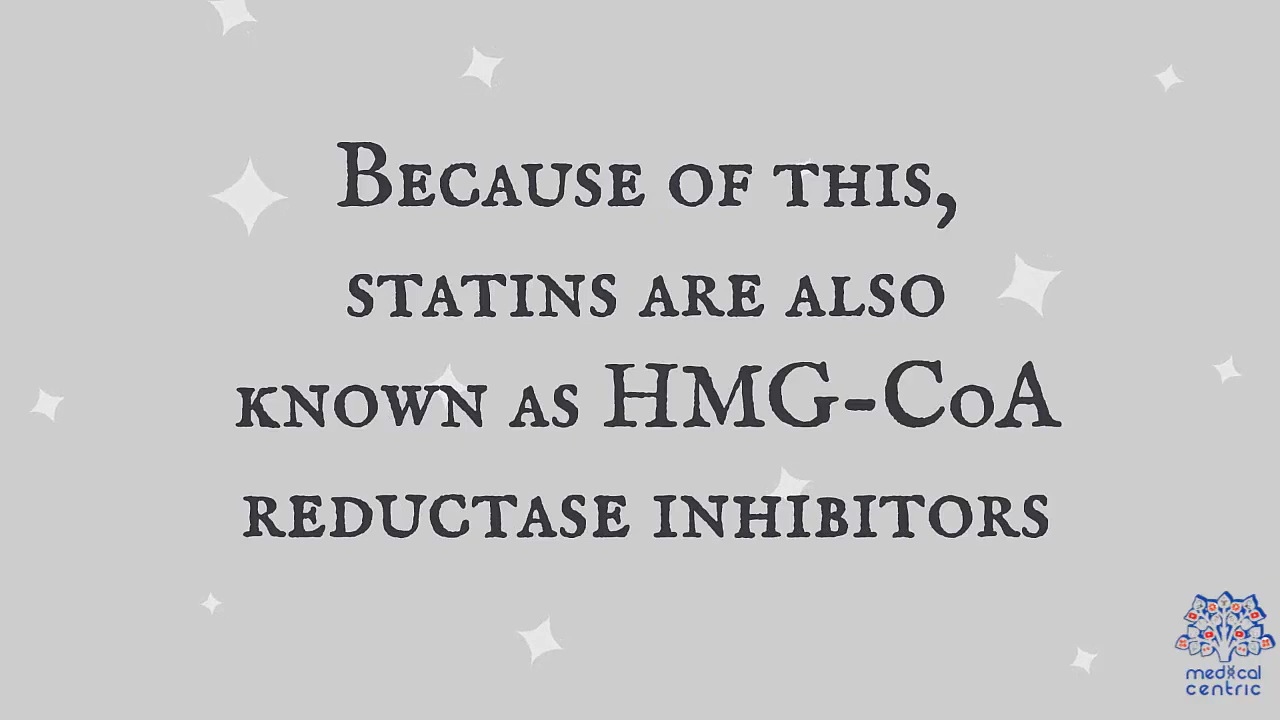 Because of this,
statins are also
known as HMG-CoA
reductase inhibitors
medical
centric